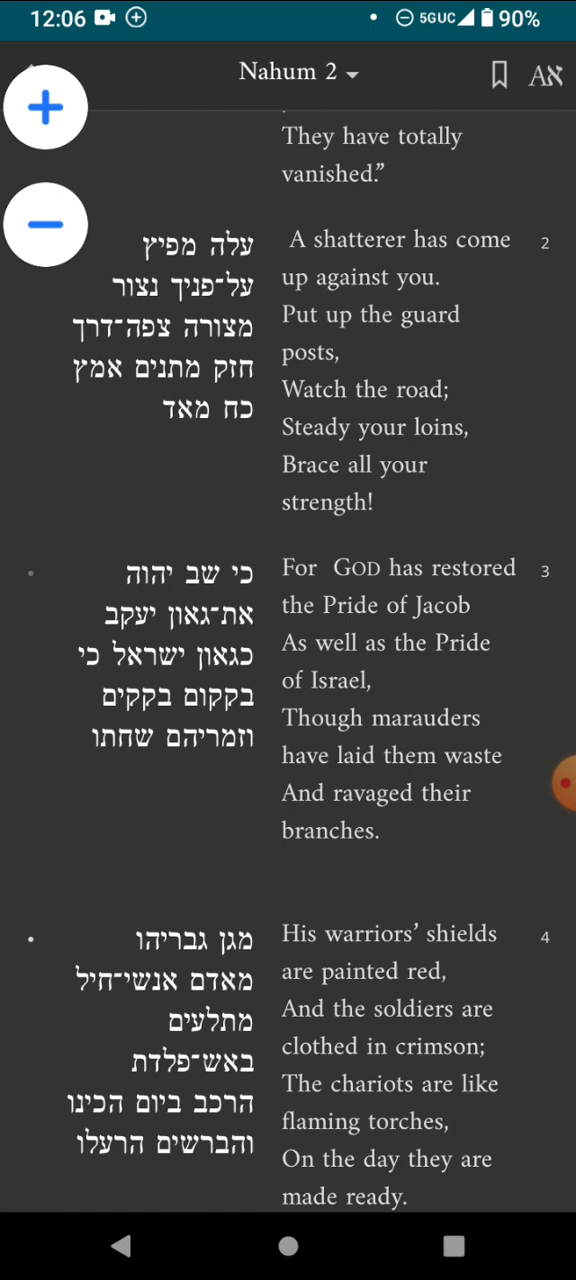 12:06
5GUC
90%
Nahum 2
Aא
They have totally
vanished.”
עלה מפיץ
על־פניך נצור
מצורה צפה־דרך
חזק מתנים אמץ
כח מאד
A shatterer has come
up against you.
Put up the guard
posts,
Watch the road;
Steady your loins,
Brace all your
strength!
2
כי שב יהוה
את־גאון יעקב
כגאון ישראל כי
בקקום בקקים
וזמריהם שחתו
For GOD has restored
the Pride of Jacob
As well as the Pride
of Israel,
Though marauders
have laid them waste
And ravaged their
branches.
3
מגן גבריהו
מאדם אנשי־חיל
מתלעים
באש־פלדת
הרכב ביום הכינו
והברשים הרעלו
His warriors’ shields
are painted red,
And the soldiers are
clothed in crimson;
The chariots are like
flaming torches,
On the day they are
made ready.
4